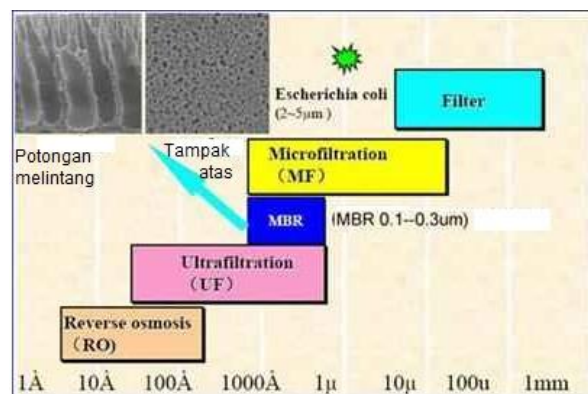 Escherichia coli
(2~5μm)
Filter
Potongan
melintang
Tampak
atas
Microfiltration
(MF)
MBR
(MBR 0.1--0.3um)
Ultrafiltration
(UF)
Reverse osmosis
(RO)
1Å 10Å 100Å 1000Å 1μ 10μ 100u 1mm